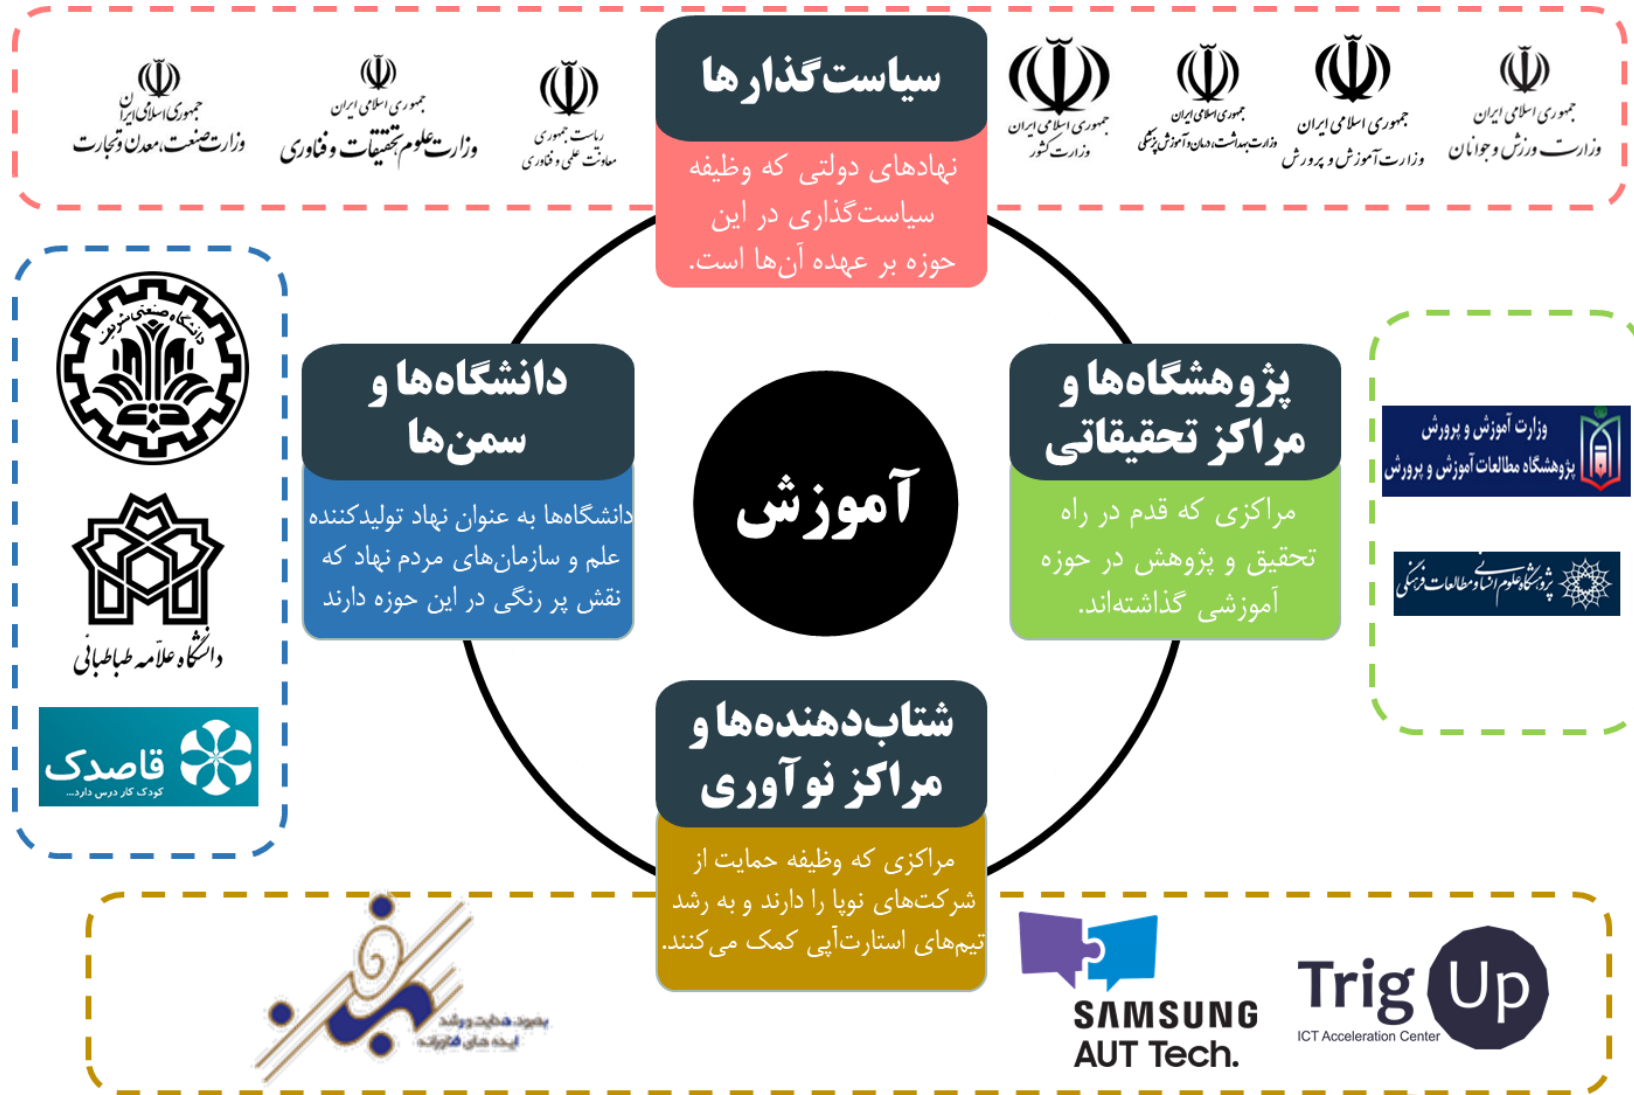 سیاست‌گذارها
نهادهای دولتی که وظیفه
سیاست‌گذاری در این
حوزه بر عهده آن‌ها است.
جمهوری اسلامی ایران
وزارت ورزش و جوانان
جمهوری اسلامی ایران
وزارت آموزش و پرورش
جمهوری اسلامی ایران
وزارت بهداشت، درمان و آموزش پزشکی
جمهوری اسلامی ایران
وزارت کشور
ریاست جمهوری
معاونت علمی و فناوری
جمهوری اسلامی ایران
وزارت علوم، تحقیقات و فناوری
جمهوری اسلامی ایران
وزارت صنعت، معدن و تجارت
پژوهشگاه‌ها و
مراکز تحقیقاتی
مراکزی که قدم در راه
تحقیق و پژوهش در حوزه
آموزشی گذاشته‌اند.
وزارت آموزش و پرورش
پژوهشگاه مطالعات آموزش و پرورش
پژوهشگاه علوم انسانی و مطالعات فرهنگی
آموزش
دانشگاه‌ها و
سمن‌ها
دانشگاه‌ها به عنوان نهاد تولیدکننده
علم و سازمان‌های مردم نهاد که
نقش پر رنگی در این حوزه دارند
دانشگاه صنعتی شریف
دانشگاه علامه طباطبائی
قاصدک
کودک کار درس دارد...
شتاب‌دهنده‌ها و
مراکز نوآوری
مراکزی که وظیفه حمایت از
شرکت‌های نوپا را دارند و به رشد
تیم‌های استارت‌آپی کمک می‌کنند.
Trig Up
ICT Acceleration Center
SAMSUNG
AUT Tech.
بهبود، هدایت و رشد
ایده های فناورانه